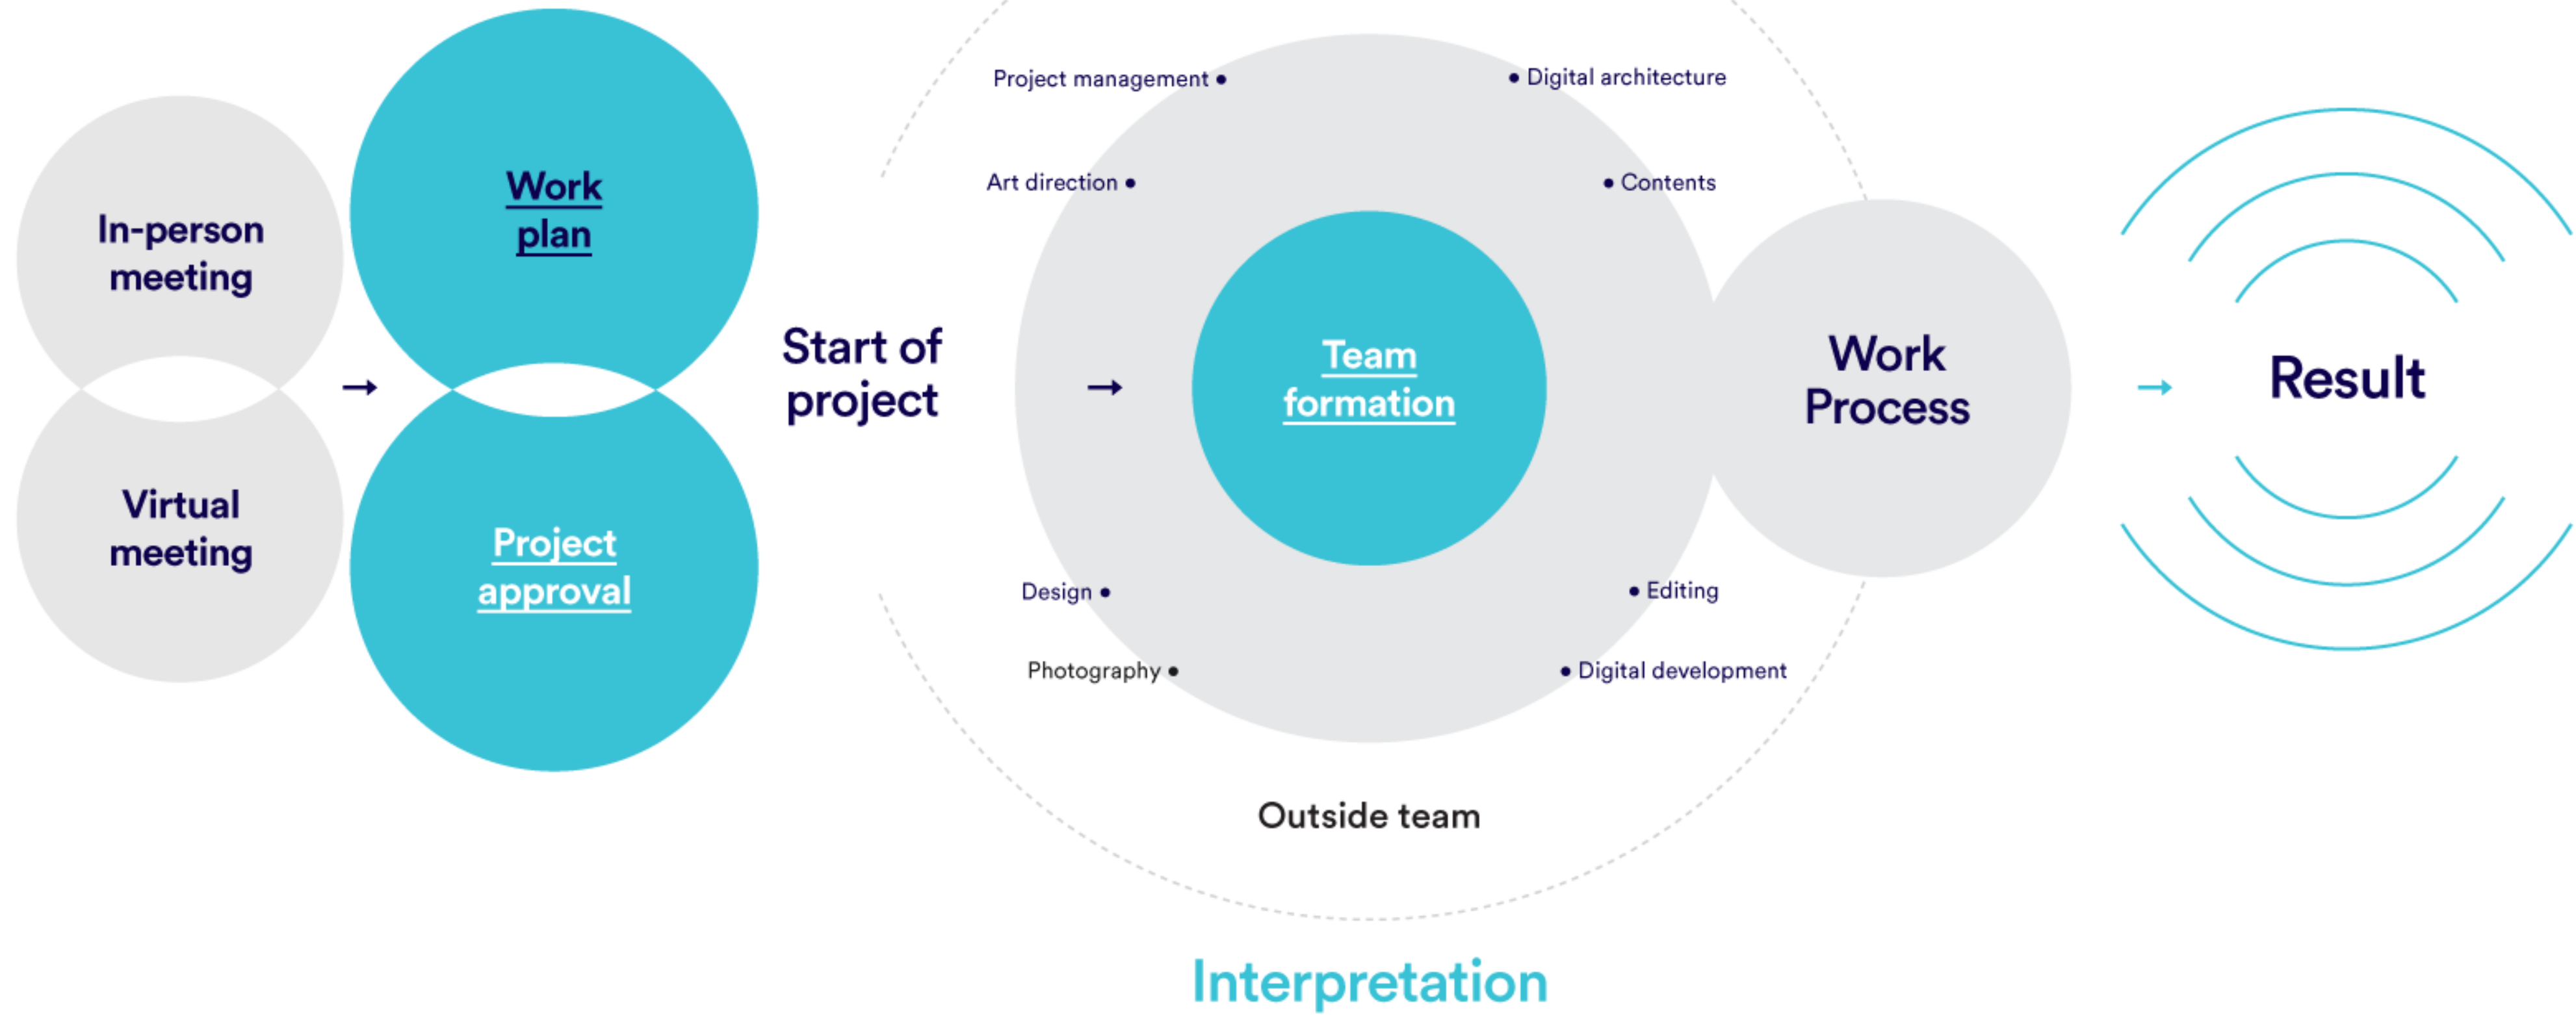 In-person
meeting
Virtual
meeting
→
Work
plan
Project
approval
Start of
project
→
Project management •
Art direction •
Design •
Photography •
Team
formation
• Digital architecture
• Contents
• Editing
• Digital development
Outside team
Interpretation
Work
Process
→
Result